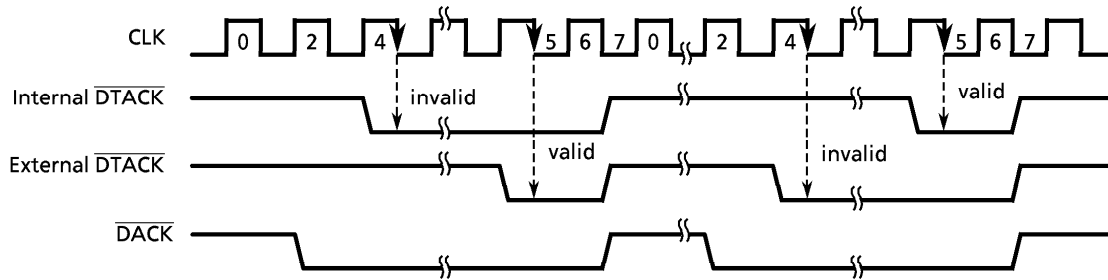 CLK 0 2 4 5 6 7 0 2 4 5 6 7
Internal DTACK invalid valid
valid invalid
External DTACK
DACK